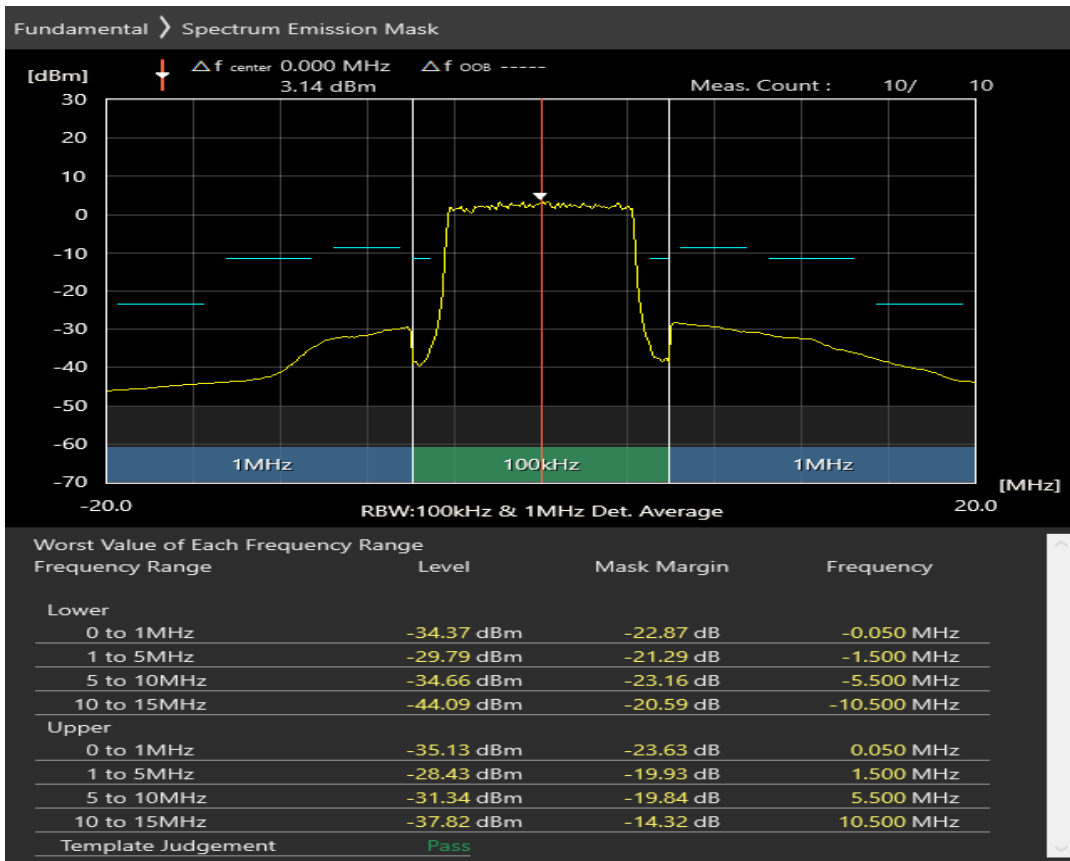 Fundamental ❯ Spectrum Emission Mask
[dBm] Δf center 0.000 MHz Δf OOB -----
3.14 dBm Meas. Count : 10/ 10
30
20
10
0
-10
-20
-30
-40
-50
-60
-70
1MHz 100kHz 1MHz
[MHz]
-20.0 RBW:100kHz & 1MHz Det. Average 20.0
Worst Value of Each Frequency Range
Frequency Range Level Mask Margin Frequency
Lower
0 to 1MHz -34.37 dBm -22.87 dB -0.050 MHz
1 to 5MHz -29.79 dBm -21.29 dB -1.500 MHz
5 to 10MHz -34.66 dBm -23.16 dB -5.500 MHz
10 to 15MHz -44.09 dBm -20.59 dB -10.500 MHz
Upper
0 to 1MHz -35.13 dBm -23.63 dB 0.050 MHz
1 to 5MHz -28.43 dBm -19.93 dB 1.500 MHz
5 to 10MHz -31.34 dBm -19.84 dB 5.500 MHz
10 to 15MHz -37.82 dBm -14.32 dB 10.500 MHz
Template Judgement Pass